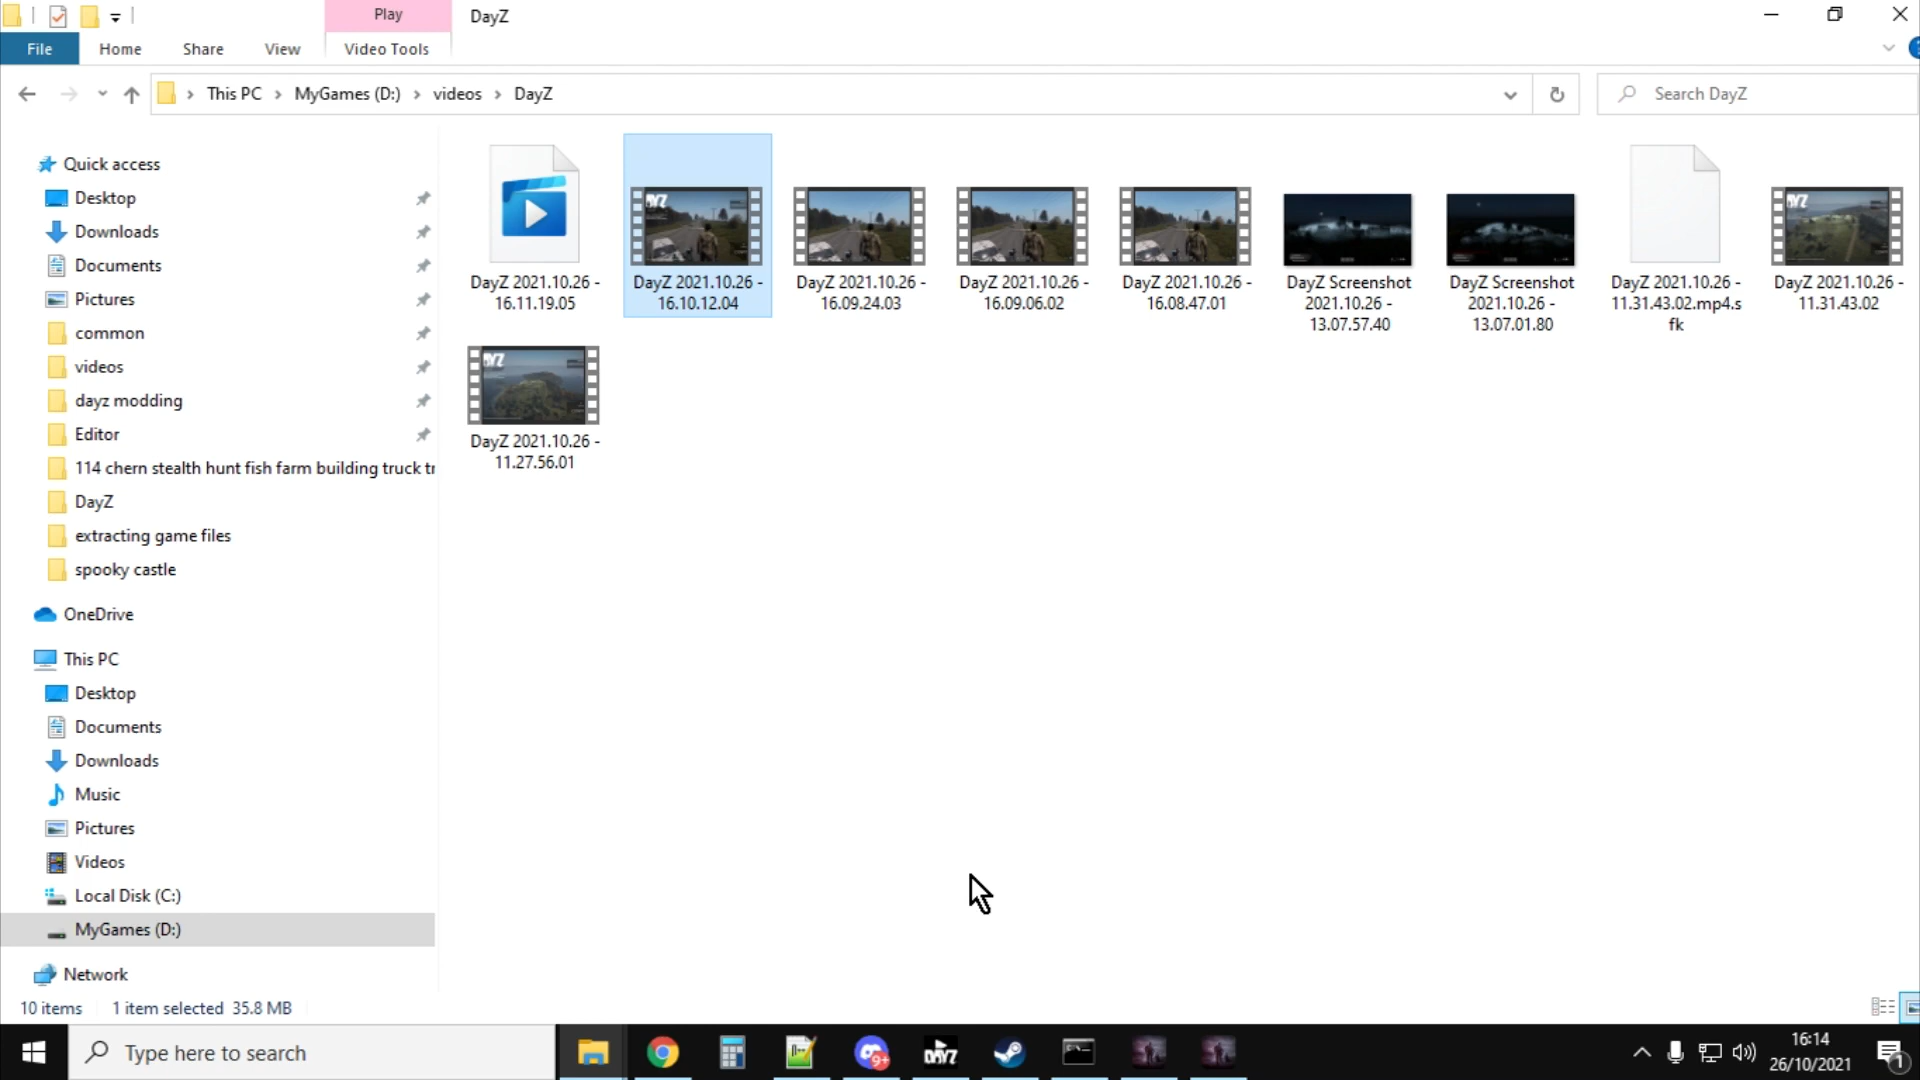 Play
DayZ
File
Home
Share
View
Video Tools
This PC
MyGames (D:)
videos
DayZ
Search DayZ
Quick access
Desktop
Downloads
Documents
Pictures
common
videos
dayz modding
Editor
114 chern stealth hunt fish farm building truck tr
DayZ
extracting game files
spooky castle
OneDrive
This PC
Desktop
Documents
Downloads
Music
Pictures
Videos
Local Disk (C:)
MyGames (D:)
Network
DayZ 2021.10.26 -
16.11.19.05
DayZ 2021.10.26 -
16.10.12.04
DayZ 2021.10.26 -
16.09.24.03
DayZ 2021.10.26 -
16.09.06.02
DayZ 2021.10.26 -
16.08.47.01
DayZ Screenshot
2021.10.26 -
13.07.57.40
DayZ Screenshot
2021.10.26 -
13.07.01.80
DayZ 2021.10.26 -
11.31.43.02.mp4.s
fk
DayZ 2021.10.26 -
11.31.43.02
DayZ 2021.10.26 -
11.27.56.01
10 items
1 item selected 35.8 MB
Type here to search
9+
DAYZ
16:14
26/10/2021
1